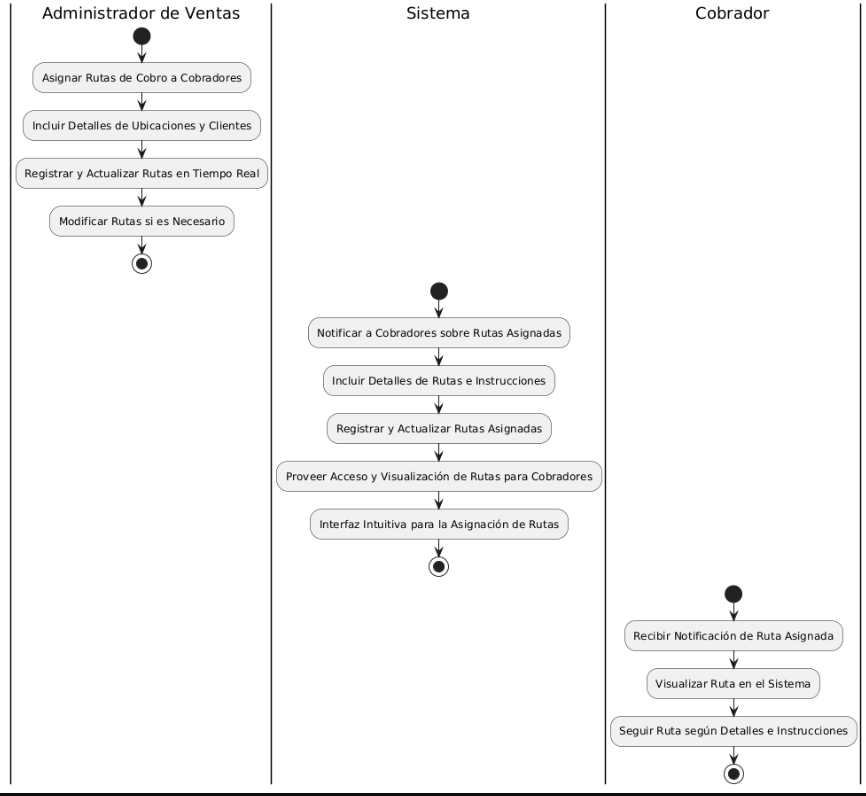 Administrador de Ventas
Sistema
Cobrador
Asignar Rutas de Cobro a Cobradores
Incluir Detalles de Ubicaciones y Clientes
Registrar y Actualizar Rutas en Tiempo Real
Modificar Rutas si es Necesario
Notificar a Cobradores sobre Rutas Asignadas
Incluir Detalles de Rutas e Instrucciones
Registrar y Actualizar Rutas Asignadas
Proveer Acceso y Visualización de Rutas para Cobradores
Interfaz Intuitiva para la Asignación de Rutas
Recibir Notificación de Ruta Asignada
Visualizar Ruta en el Sistema
Seguir Ruta según Detalles e Instrucciones